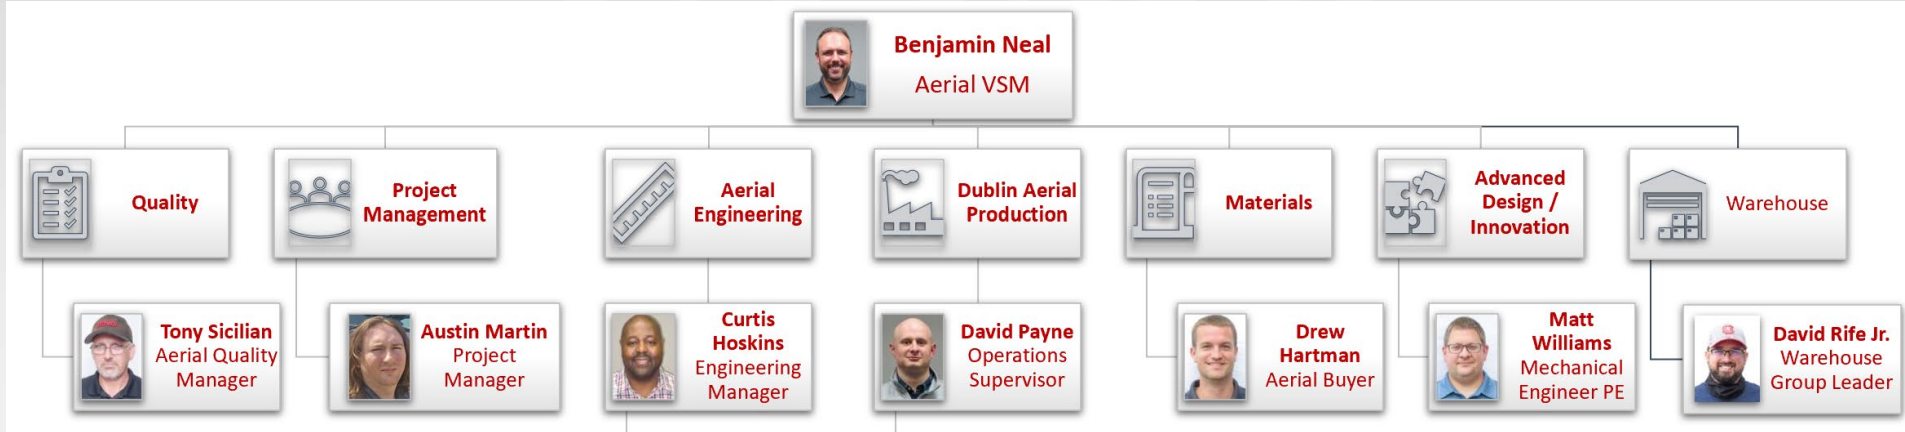 Benjamin Neal
Aerial VSM
Quality
Project
Management
Aerial
Engineering
Dublin Aerial
Production
Materials
Advanced
Design /
Innovation
Warehouse
Tony Sicilian
Aerial Quality
Manager
Austin Martin
Project
Manager
Curtis
Hoskins
Engineering
Manager
David Payne
Operations
Supervisor
Drew
Hartman
Aerial Buyer
Matt
Williams
Mechanical
Engineer PE
David Rife Jr.
Warehouse
Group Leader